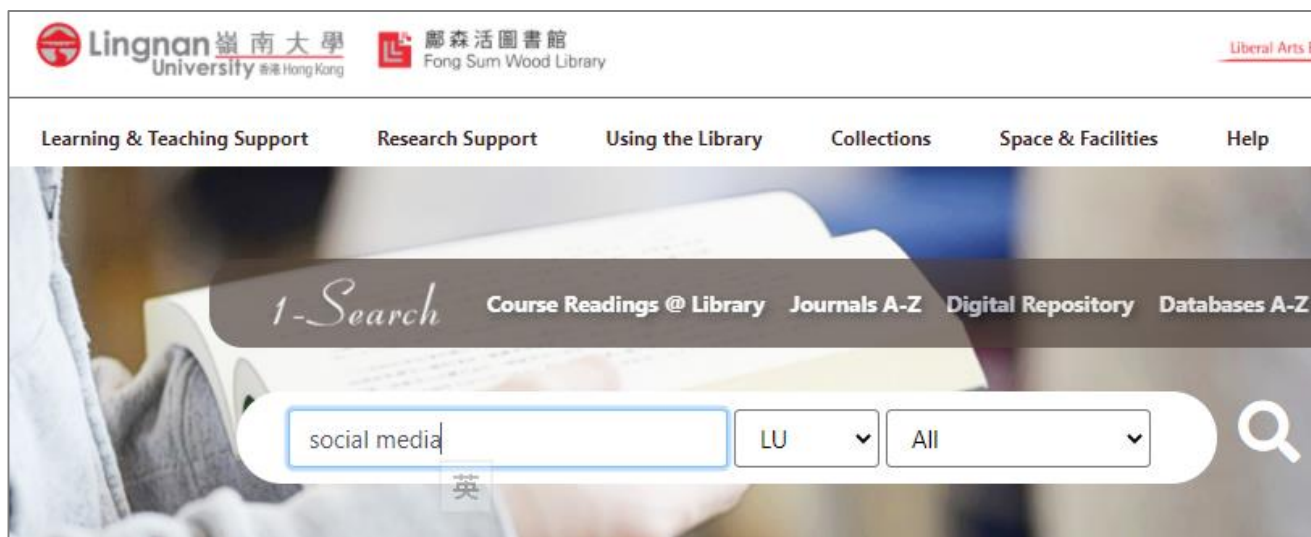 Lingnan 嶺南大學
University 香港 Hong Kong
鄺森活圖書館
Fong Sum Wood Library
Liberal Arts
Learning & Teaching Support Research Support Using the Library Collections Space & Facilities Help
1-Search Course Readings @ Library Journals A-Z Digital Repository Databases A-Z
social media LU All
英